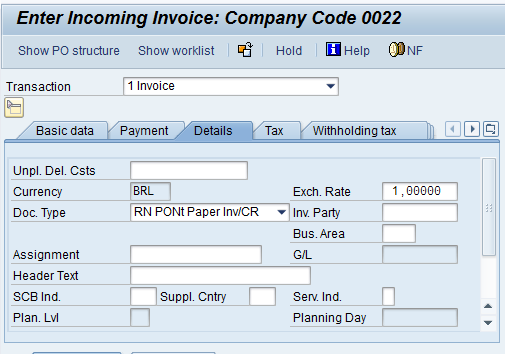 Enter Incoming Invoice: Company Code 0022
Show PO structure Show worklist Hold Help NF
Transaction 1 Invoice
Basic data Payment Details Tax Withholding tax
Unpl. Del. Csts
Currency BRL Exch. Rate 1,00000
Doc. Type RN PONt Paper Inv/CR Inv. Party
Bus. Area
Assignment G/L
Header Text
SCB Ind. Suppl. Cntry Serv. Ind.
Plan. Lvl Planning Day